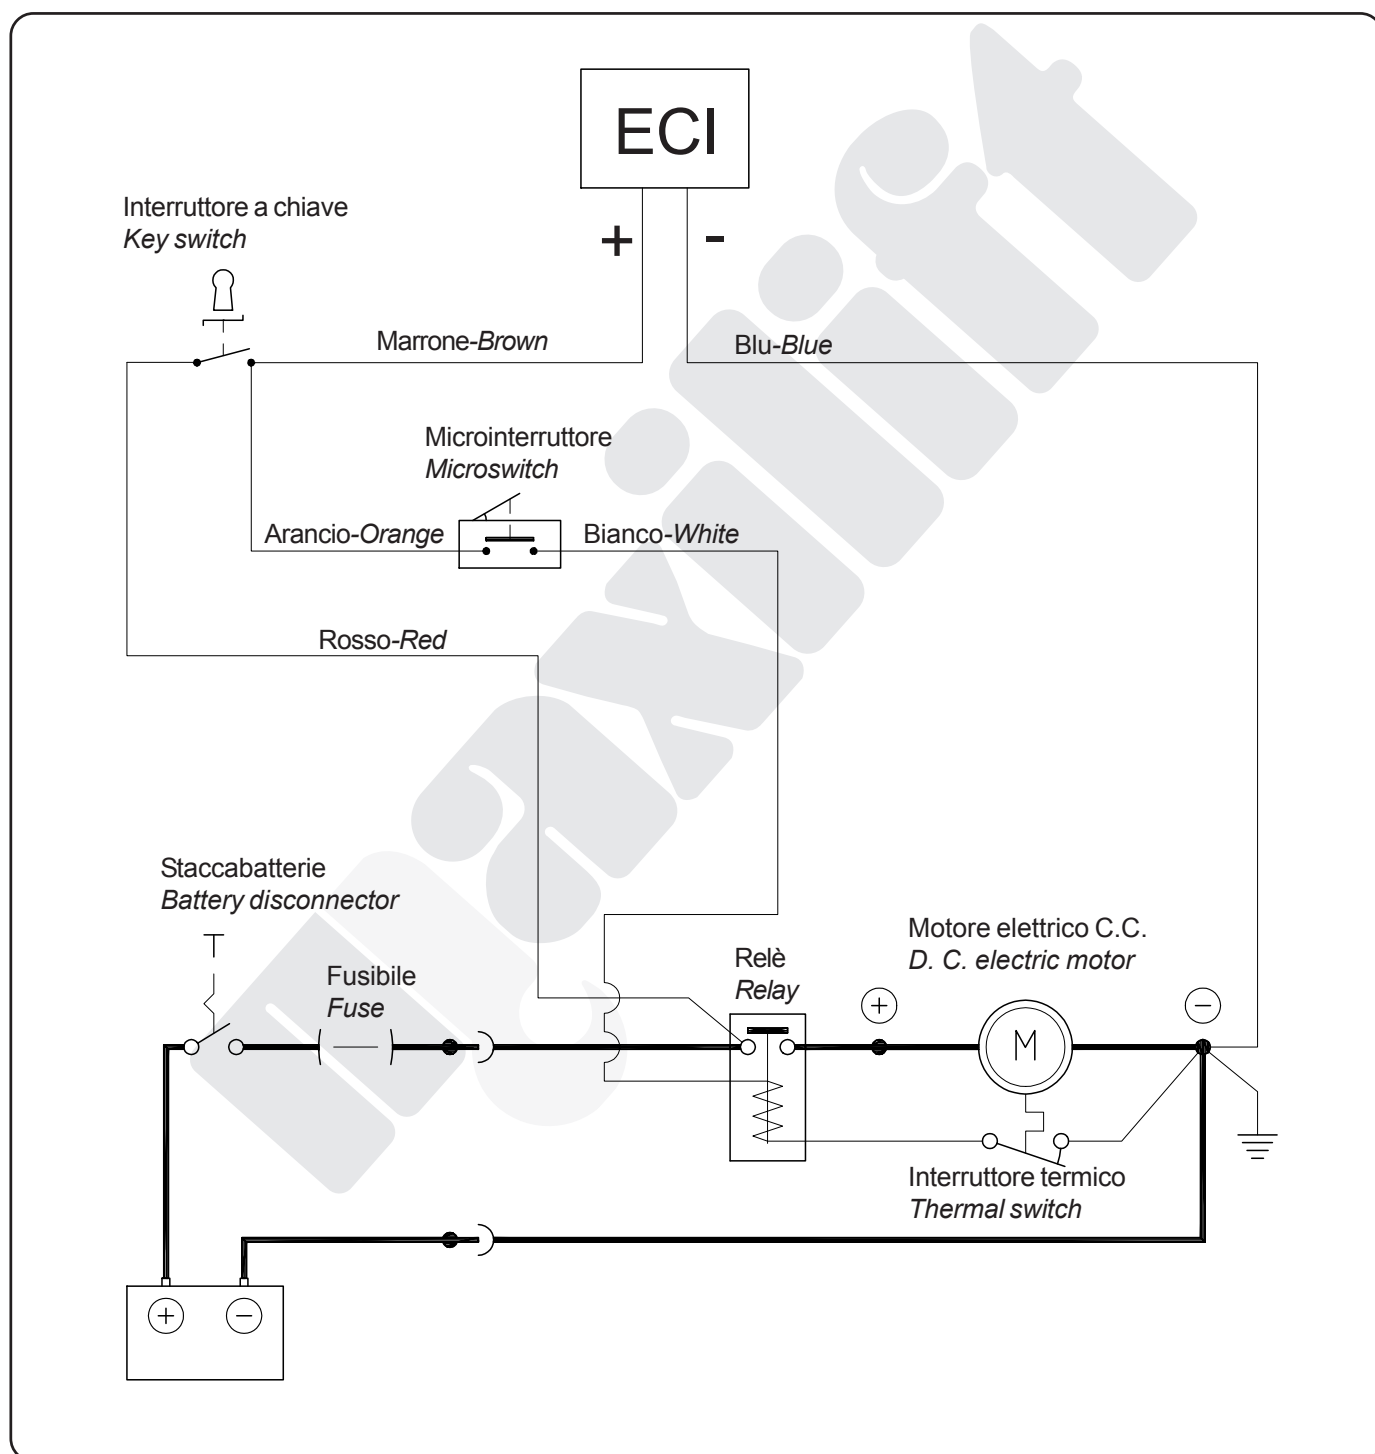 ECI
Interruttore a chiave
Key switch
+ -
Marrone-Brown
Blu-Blue
Microinterruttore
Microswitch
Arancio-Orange
Bianco-White
Rosso-Red
Staccabatterie
Battery disconnector
Fusibile
Fuse
Relè
Relay
Motore elettrico C.C.
D. C. electric motor
+
−
M
Interruttore termico
Thermal switch
+ −
maxilift